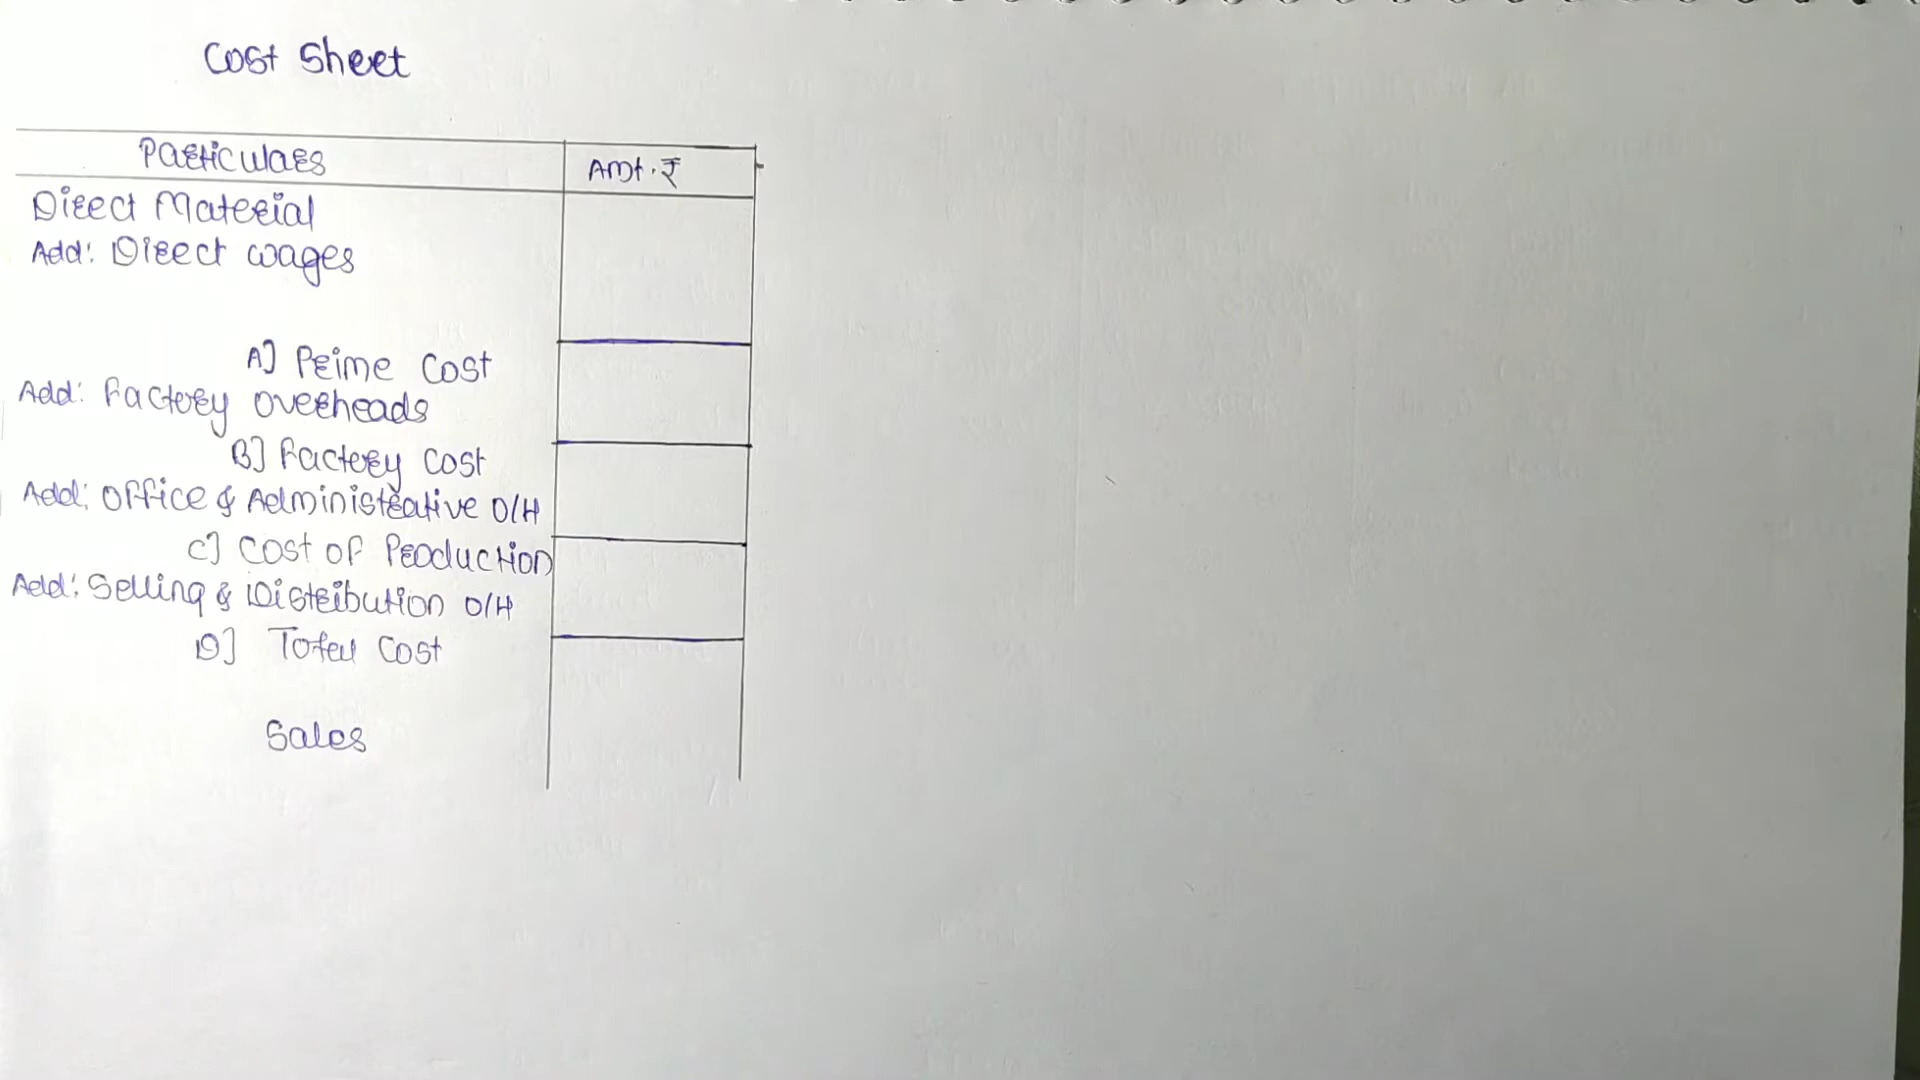 Cost Sheet
Particulars
Amt. ₹
Direct Material
Add: Direct wages
A] Prime Cost
Add: Factory overheads
B] Factory Cost
Add: Office & Administrative O/H
C] Cost of Production
Add: Selling & Distribution O/H
D] Total Cost
Sales